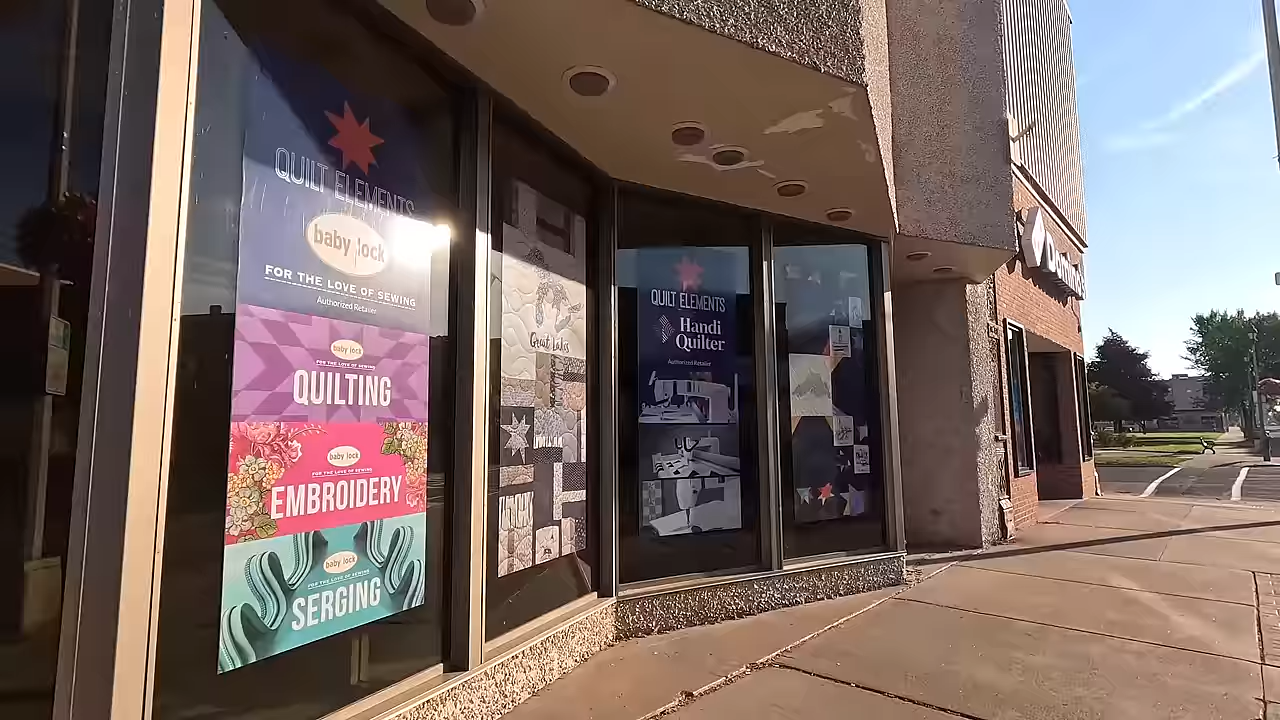 QUILT ELEMENTS
baby lock
FOR THE LOVE OF SEWING
Authorized Retailer
baby lock
FOR THE LOVE OF SEWING
QUILTING
baby lock
FOR THE LOVE OF SEWING
EMBROIDERY
baby lock
FOR THE LOVE OF SEWING
SERGING
Great Lakes
QUILT ELEMENTS
Handi
Quilter
Authorized Retailer